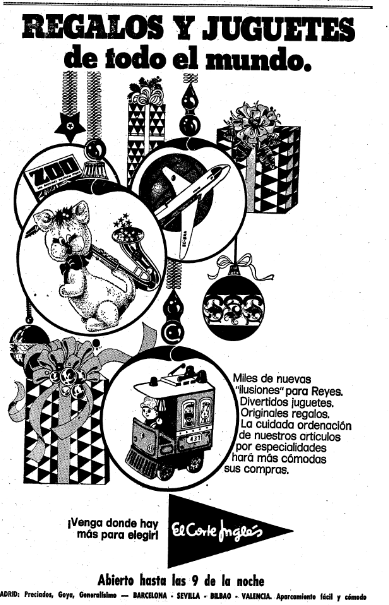 REGALOS Y JUGUETES
de todo el mundo.
ZOO
Miles de nuevas
"ilusiones" para Reyes.
Divertidos juguetes.
Originales regalos.
La cuidada ordenación
de nuestros artículos
por especialidades
hará más cómodas
sus compras.
¡Venga donde hay
más para elegir!
El Corte Inglés
Abierto hasta las 9 de la noche
ADRID: Preciados, Goya, Generalísimo — BARCELONA - SEVILLA - BILBAO - VALENCIA. Aparcamiento fácil y cómodo